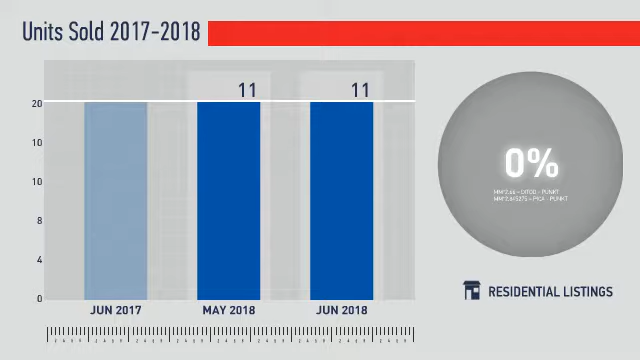 Units Sold 2017-2018
11
11
20
10
10
8
4
0
0%
JUN 2017
MAY 2018
JUN 2018
RESIDENTIAL LISTINGS